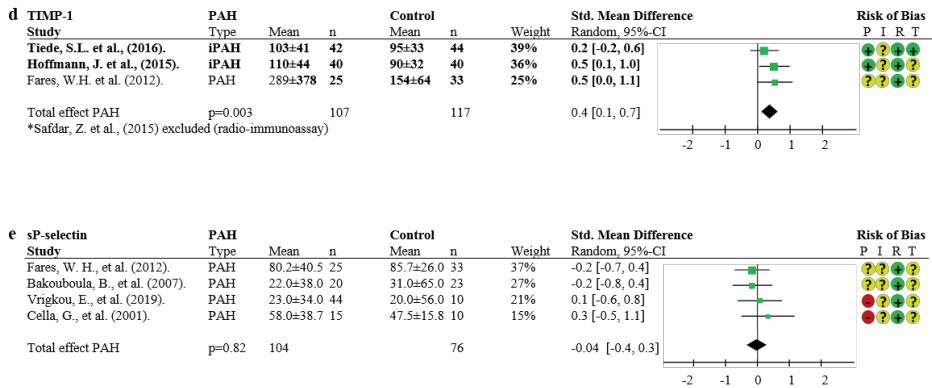 d TIMP-1 PAH Control Std. Mean Difference Risk of Bias
Study Type Mean n Mean n Weight Random, 95%-CI P I R T
Tiede, S.L. et al., (2016). iPAH 103±41 42 95±33 44 39% 0.2 [-0.2, 0.6] + ? + +
Hoffmann, J. et al., (2015). iPAH 110±44 40 90±32 40 36% 0.5 [0.1, 1.0] + ? + ?
Fares, W.H. et al. (2012). PAH 289±378 25 154±64 33 25% 0.5 [0.0, 1.1] ? ? + ?
Total effect PAH p=0.003 107 117 0.4 [0.1, 0.7]
*Safdar, Z. et al., (2015) excluded (radio-immunoassay)
-2 -1 0 1 2
e sP-selectin PAH Control Std. Mean Difference Risk of Bias
Study Type Mean n Mean n Weight Random, 95%-CI P I R T
Fares, W. H., et al. (2012). PAH 80.2±40.5 25 85.7±26.0 33 37% -0.2 [-0.7, 0.4] ? ? + ?
Bakouboula, B., et al. (2007). PAH 22.0±38.0 20 31.0±65.0 23 27% -0.2 [-0.8, 0.4] ? ? + ?
Vrigkou, E., et al. (2019). PAH 23.0±34.0 44 20.0±56.0 10 21% 0.1 [-0.6, 0.8] - ? + ?
Cella, G., et al. (2001). PAH 58.0±38.7 15 47.5±15.8 10 15% 0.3 [-0.5, 1.1] - ? + ?
Total effect PAH p=0.82 104 76 -0.04 [-0.4, 0.3]
-2 -1 0 1 2